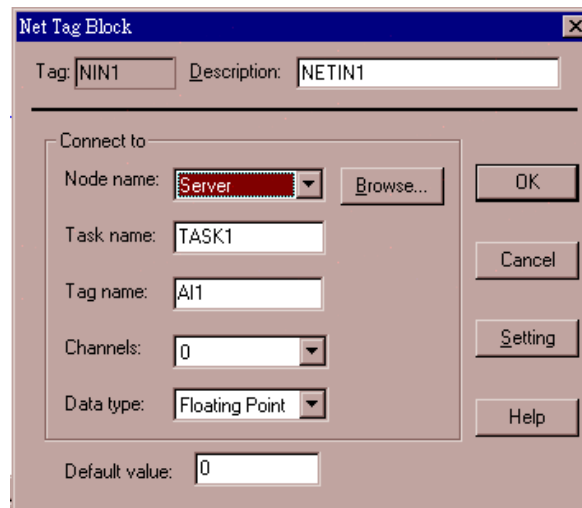 Net Tag Block
Tag: NIN1 Description: NETIN1
Connect to
Node name: Server Browse... OK
Task name: TASK1
Cancel
Tag name: AI1
Channels: 0 Setting
Data type: Floating Point Help
Default value: 0